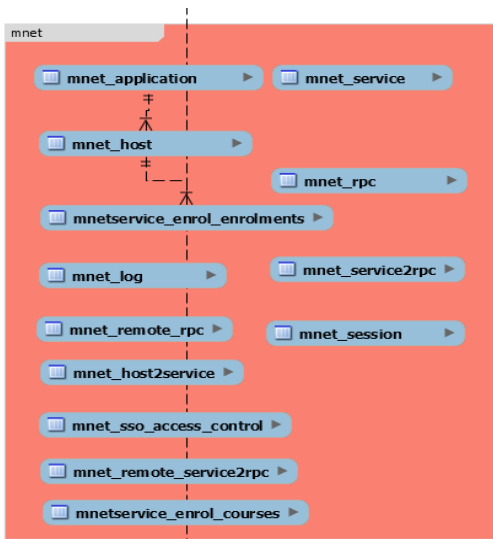 mnet
mnet_application
mnet_service
mnet_host
mnet_rpc
mnetservice_enrol_enrolments
mnet_service2rpc
mnet_log
mnet_remote_rpc
mnet_session
mnet_host2service
mnet_sso_access_control
mnet_remote_service2rpc
mnetservice_enrol_courses